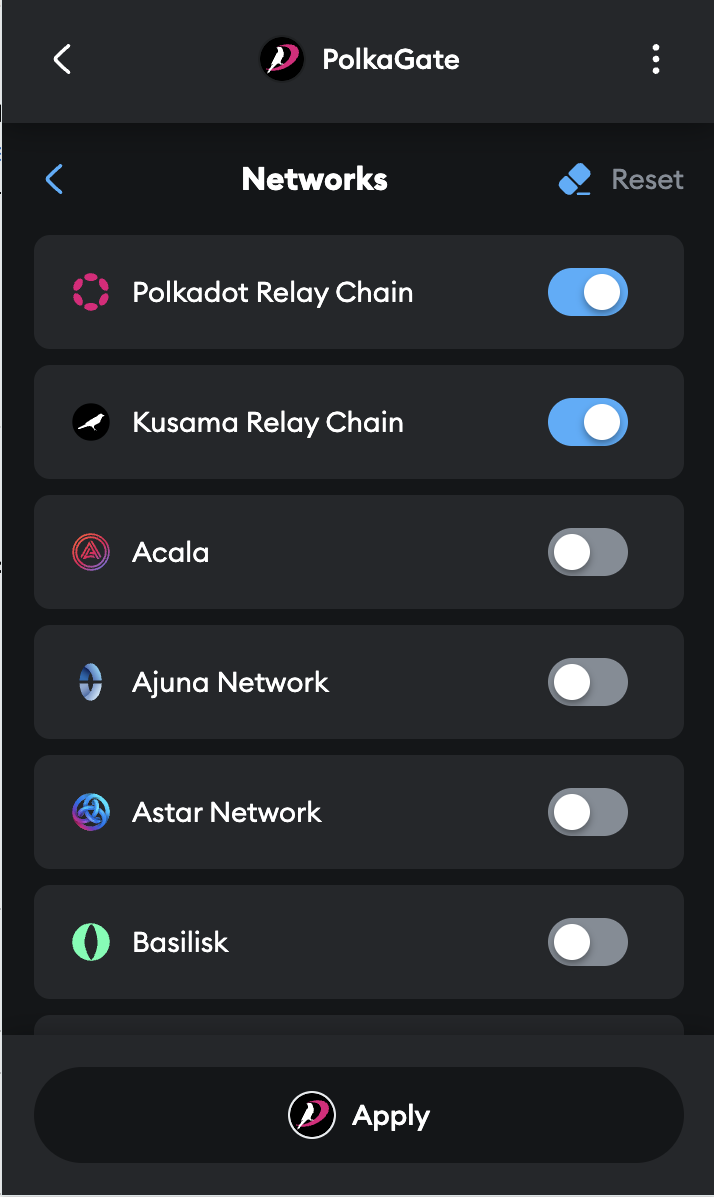 PolkaGate
Networks
Reset
Polkadot Relay Chain
Kusama Relay Chain
Acala
Ajuna Network
Astar Network
Basilisk
Apply